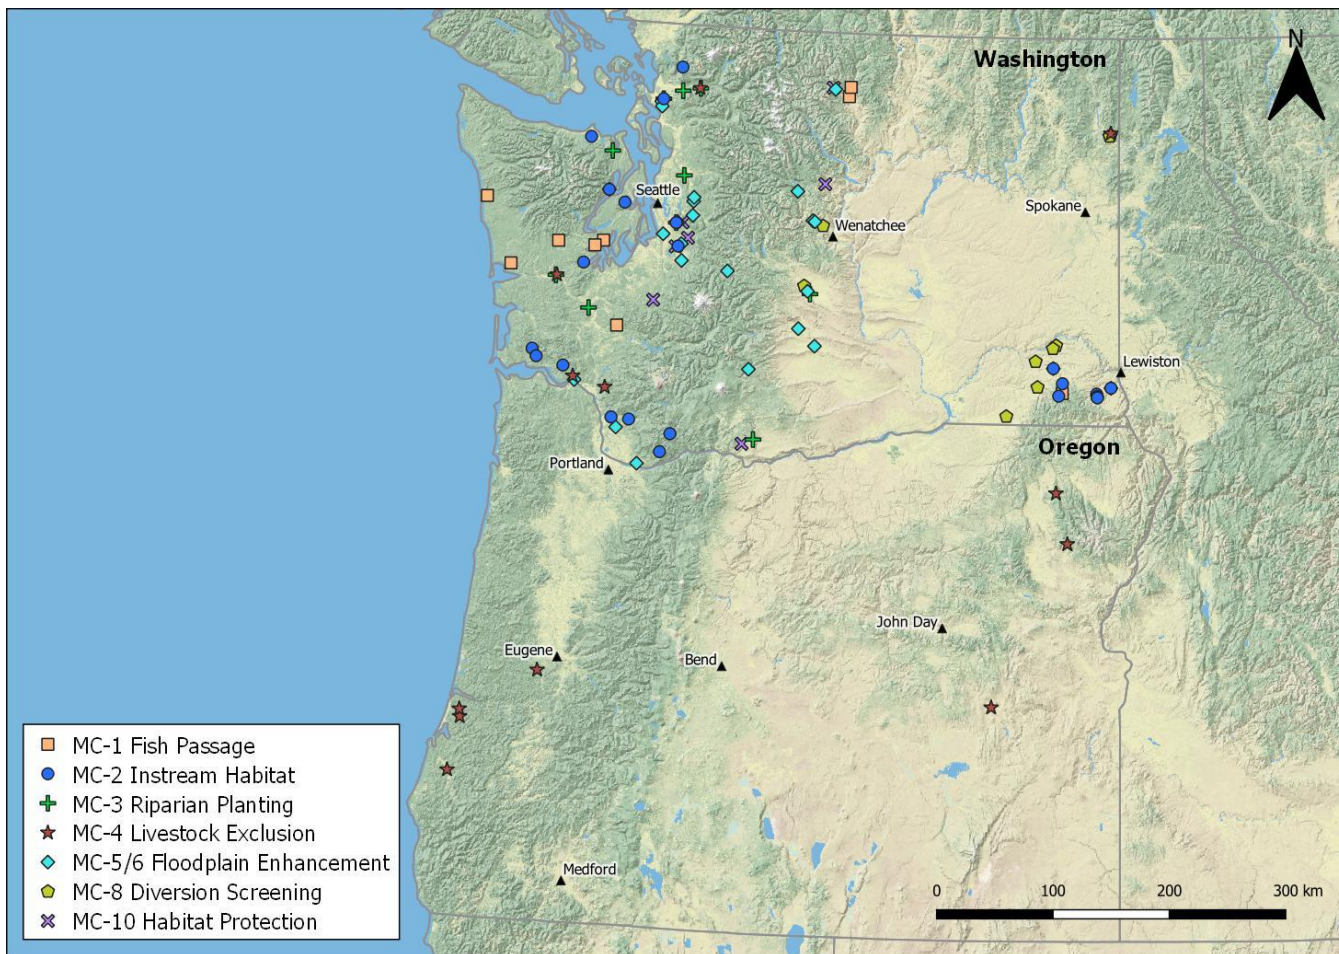 N
Washington
Seattle
Spokane
Wenatchee
Lewiston
Oregon
Portland
John Day
Eugene
Bend
Medford
MC-1 Fish Passage
MC-2 Instream Habitat
MC-3 Riparian Planting
MC-4 Livestock Exclusion
MC-5/6 Floodplain Enhancement
MC-8 Diversion Screening
MC-10 Habitat Protection
0 100 200 300 km